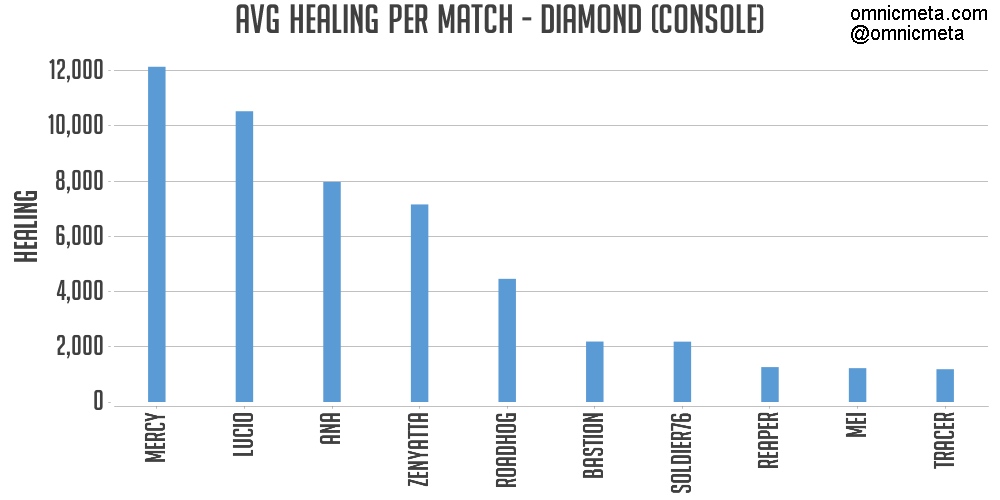 AVG HEALING PER MATCH - DIAMOND (CONSOLE)
omnicmeta.com
@omnicmeta
HEALING
12,000
10,000
8,000
6,000
4,000
2,000
0
MERCY
LUCIO
ANA
ZENYATTA
ROADHOG
BASTION
SOLDIER76
REAPER
MEI
TRACER